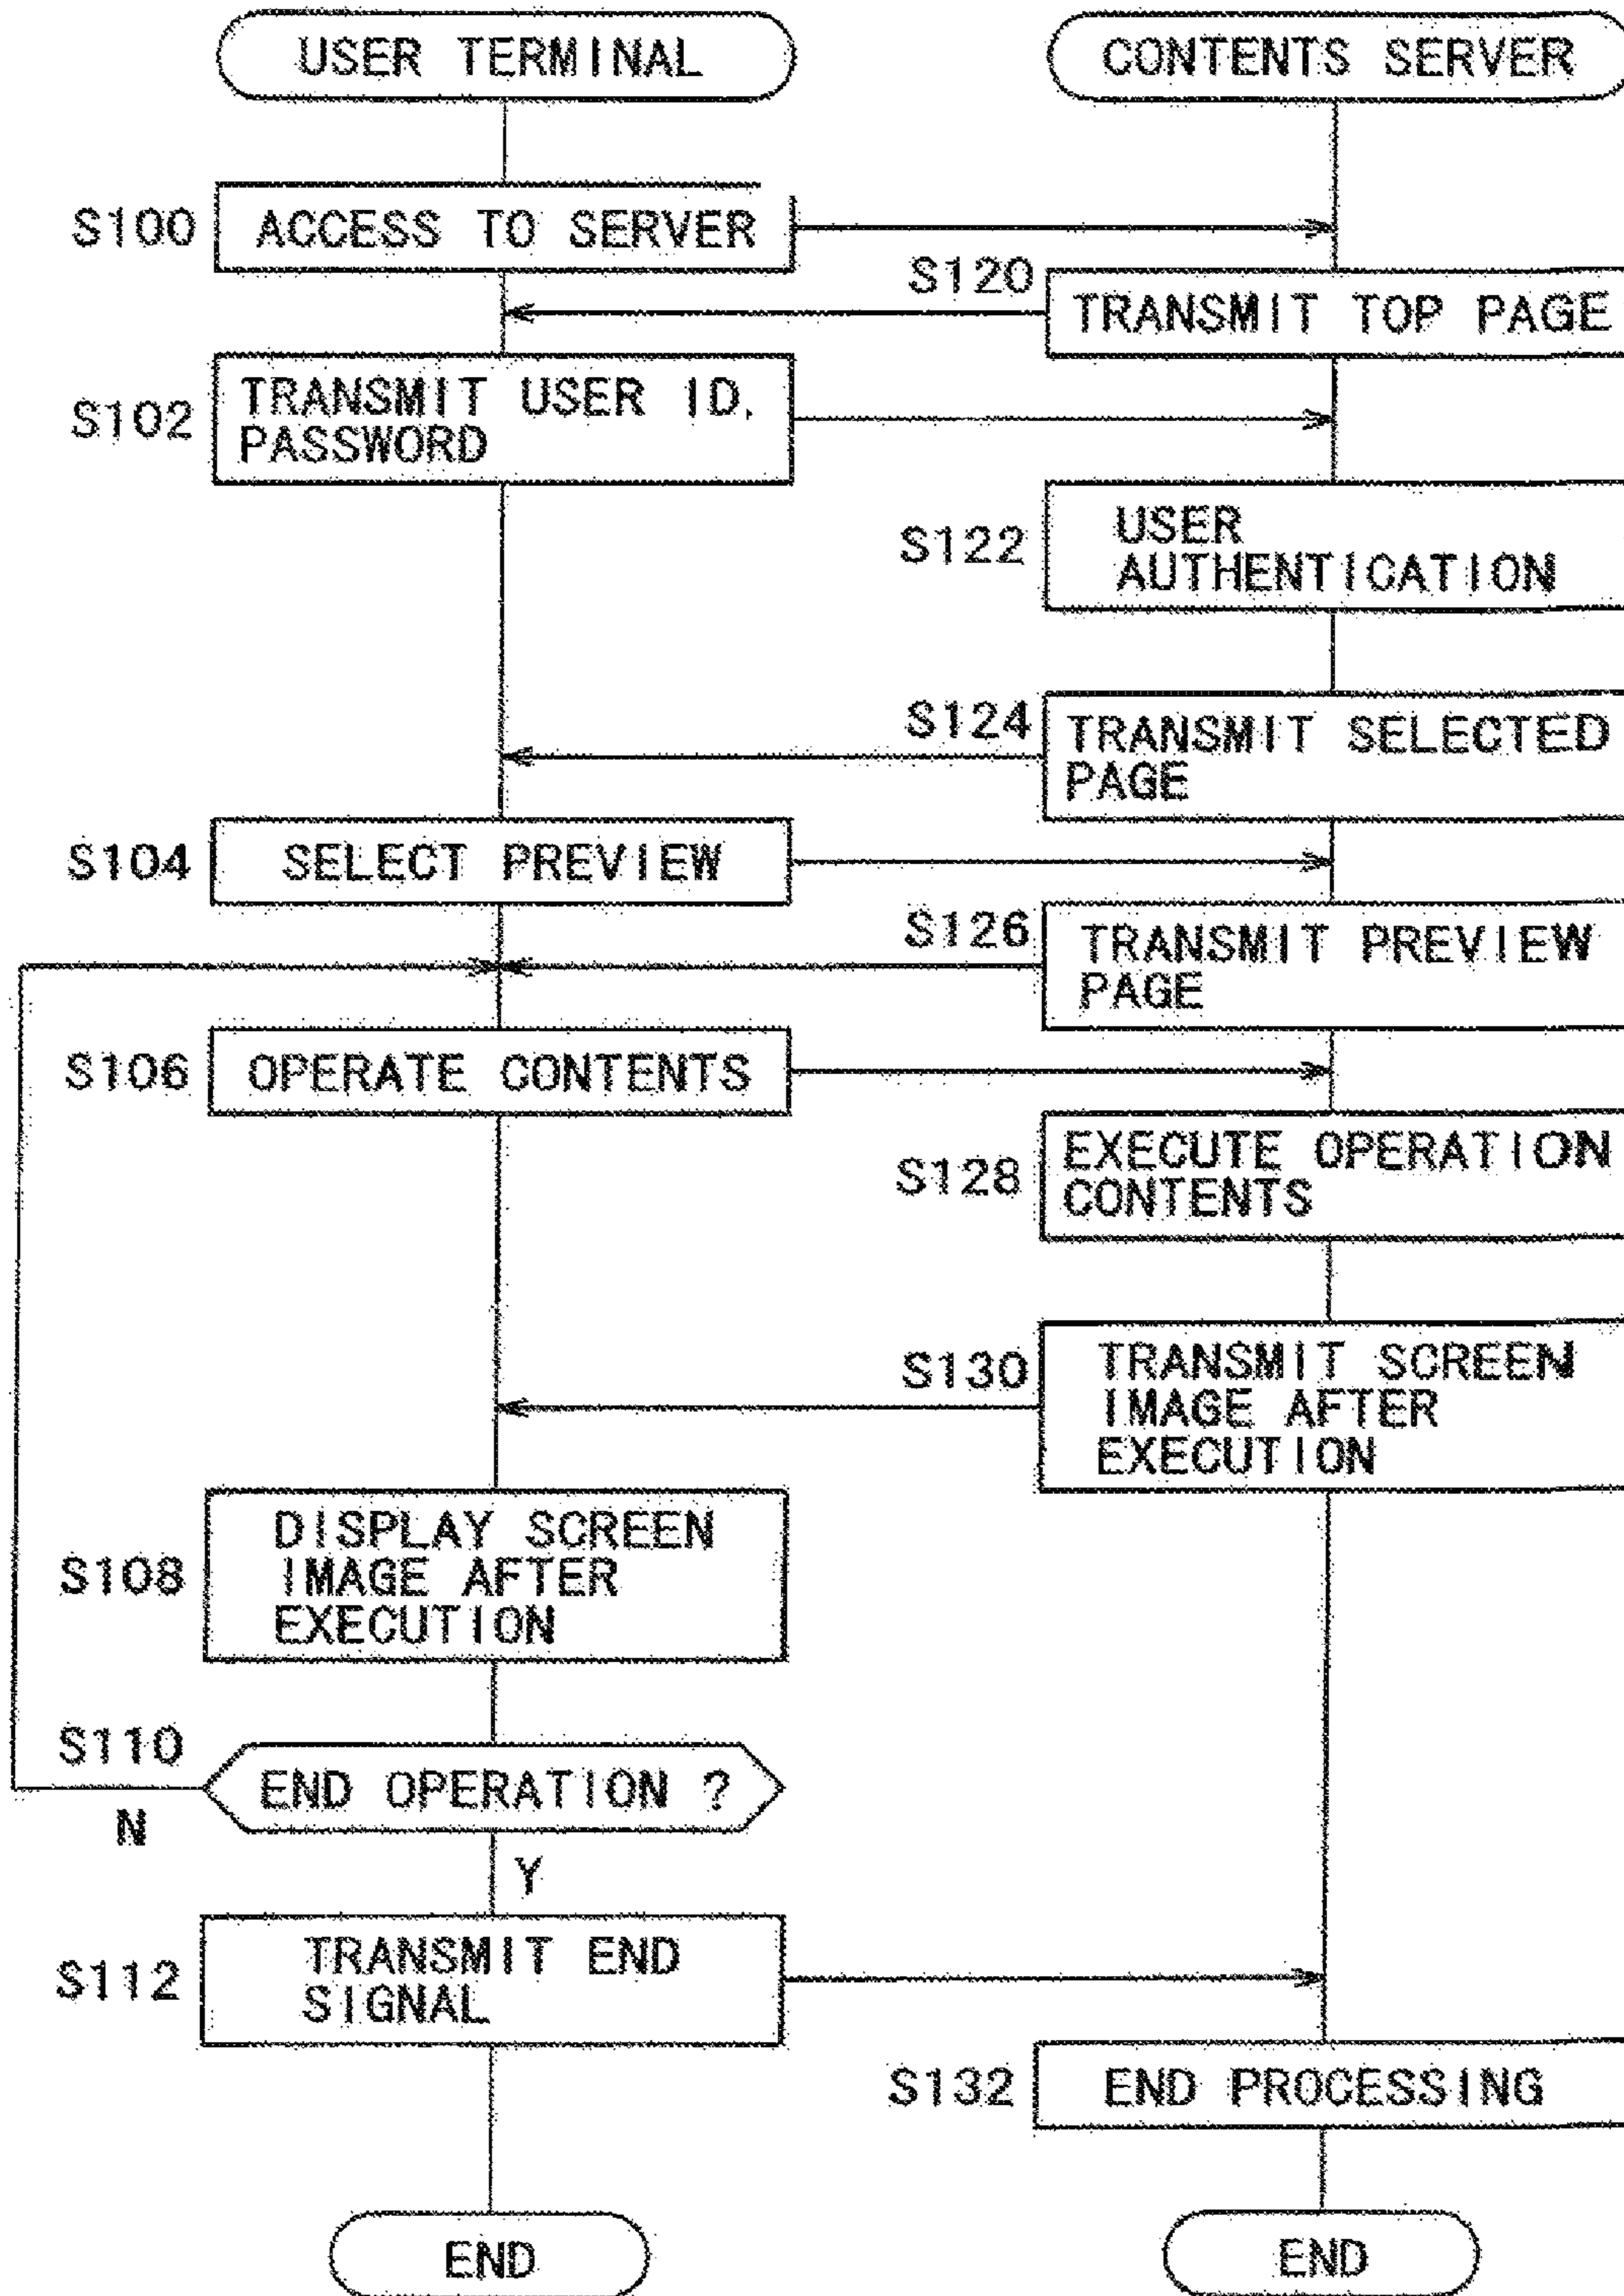 USER TERMINAL
CONTENTS SERVER
S100
ACCESS TO SERVER
S120
TRANSMIT TOP PAGE
S102
TRANSMIT USER ID,
PASSWORD
S122
USER
AUTHENTICATION
S124
TRANSMIT SELECTED
PAGE
S104
SELECT PREVIEW
S126
TRANSMIT PREVIEW
PAGE
S106
OPERATE CONTENTS
S128
EXECUTE OPERATION
CONTENTS
S130
TRANSMIT SCREEN
IMAGE AFTER
EXECUTION
S108
DISPLAY SCREEN
IMAGE AFTER
EXECUTION
S110
END OPERATION ?
N
Y
S112
TRANSMIT END
SIGNAL
S132
END PROCESSING
END
END